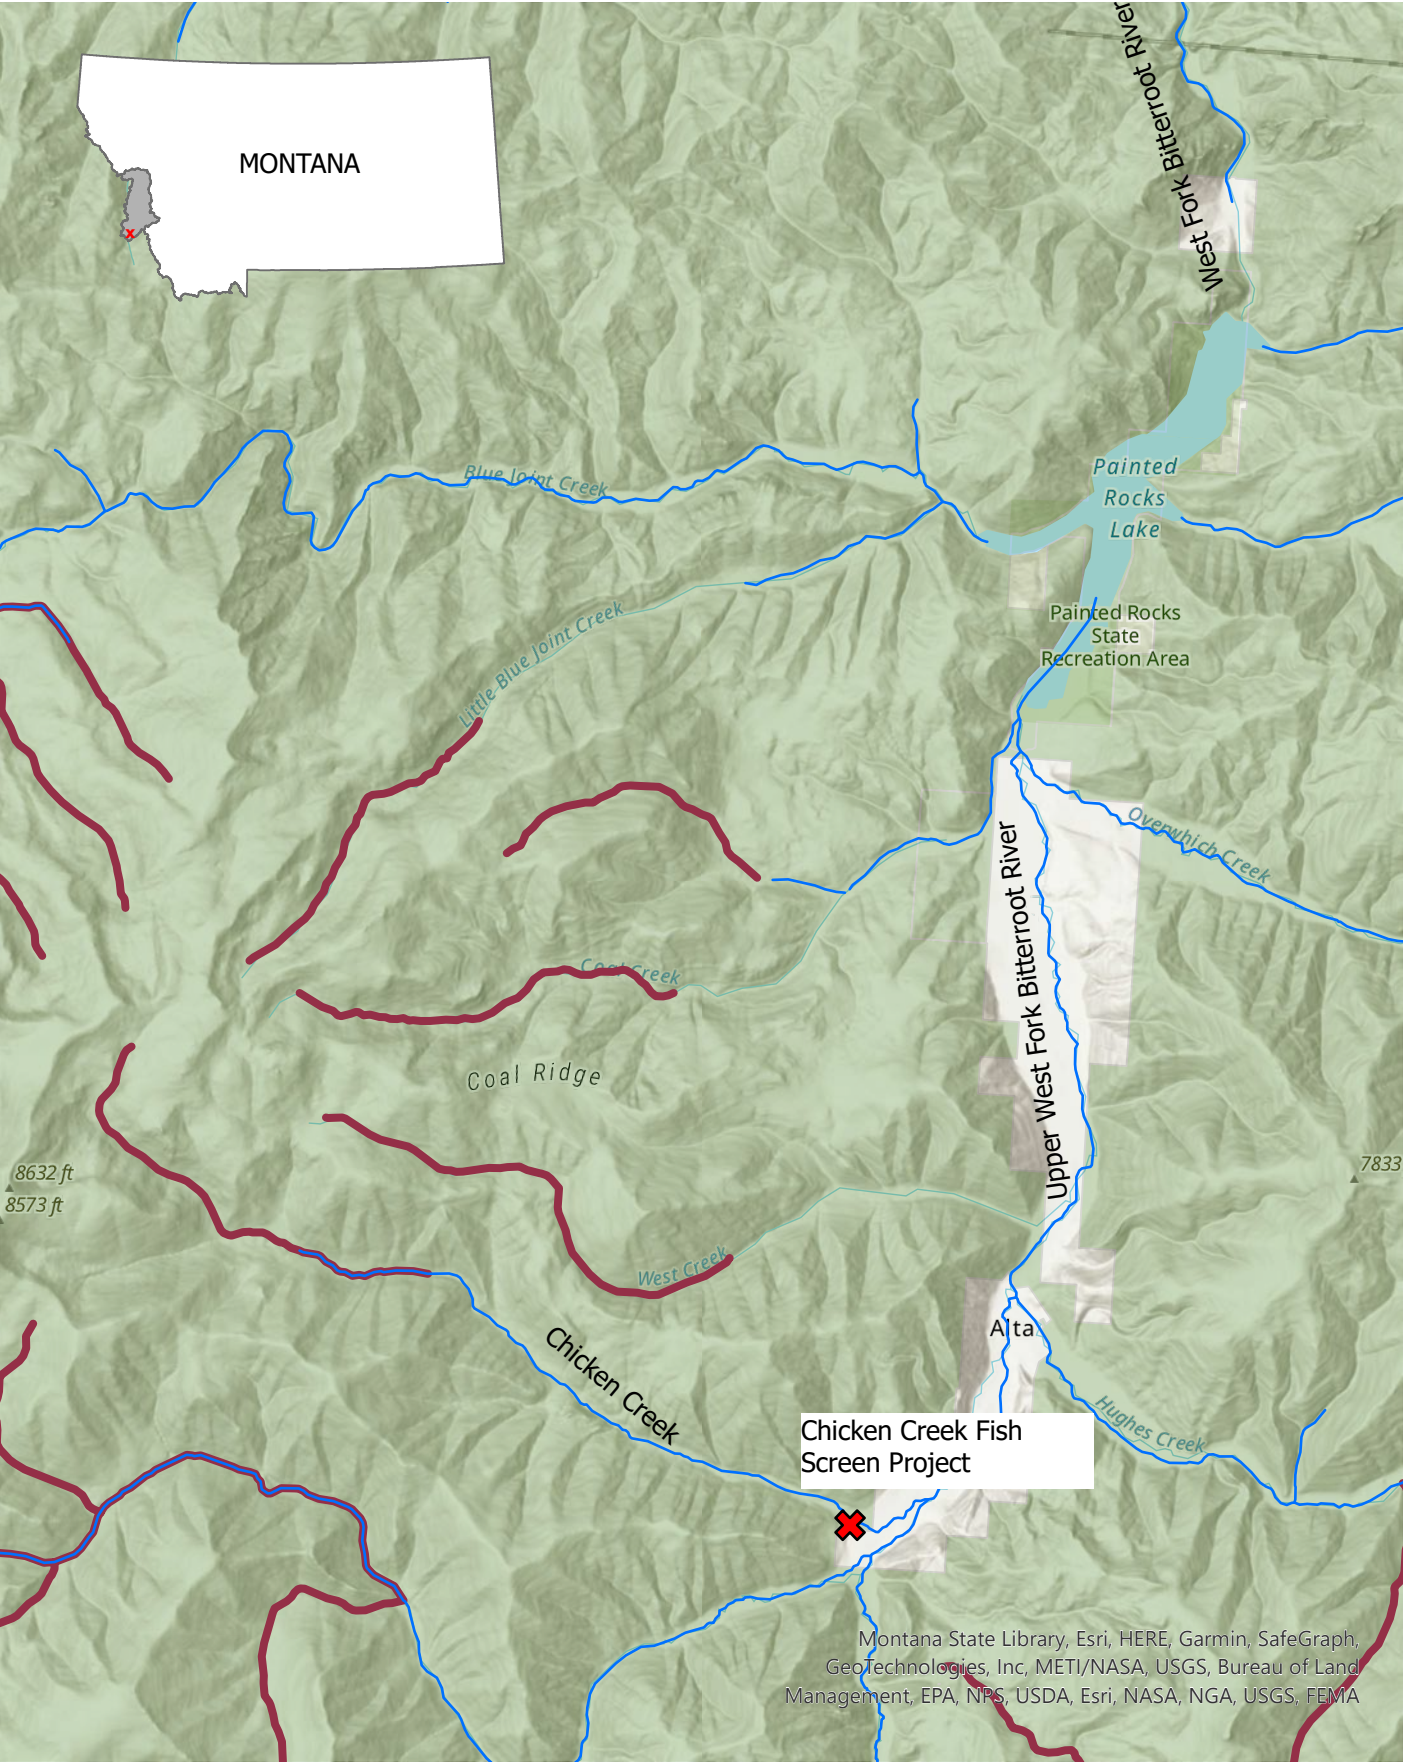 West Fork Bitterroot River
MONTANA
x
Blue Joint Creek
Painted
Rocks
Lake
Little Blue Joint Creek
Painted Rocks
State
Recreation Area
Overwhich Creek
Upper West Fork Bitterroot River
Coal Creek
Coal Ridge
8632 ft
8573 ft
7833
West Creek
Alta
Chicken Creek
Hughes Creek
Chicken Creek Fish
Screen Project
Montana State Library, Esri, HERE, Garmin, SafeGraph,
GeoTechnologies, Inc, METI/NASA, USGS, Bureau of Land
Management, EPA, NPS, USDA, Esri, NASA, NGA, USGS, FEMA